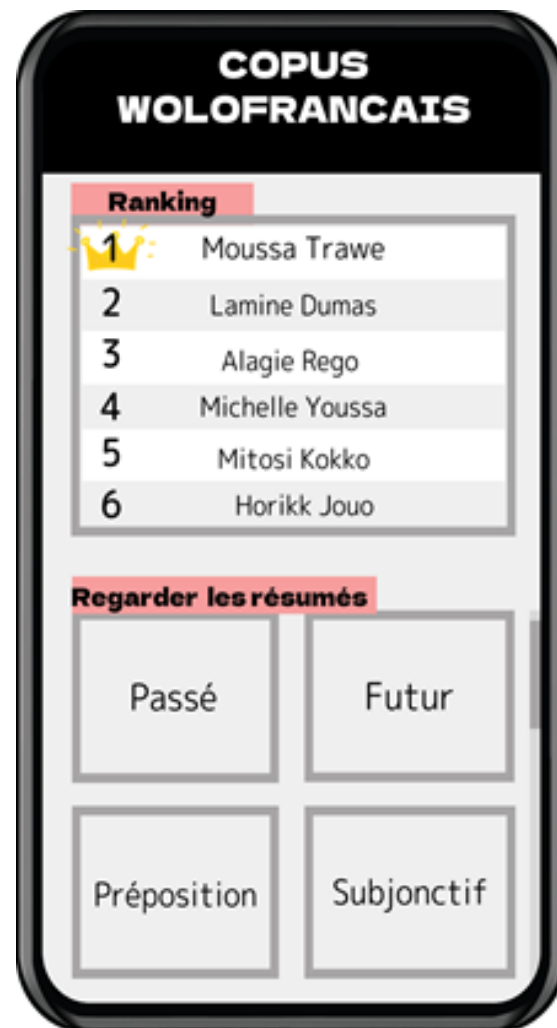 COPUS
WOLOFRANCAIS
Ranking
1 Moussa Trawe
2 Lamine Dumas
3 Alagie Rego
4 Michelle Youssa
5 Mitosi Kokko
6 Horikk Jouo
Regarder les résumés
Passé Futur
Préposition Subjonctif